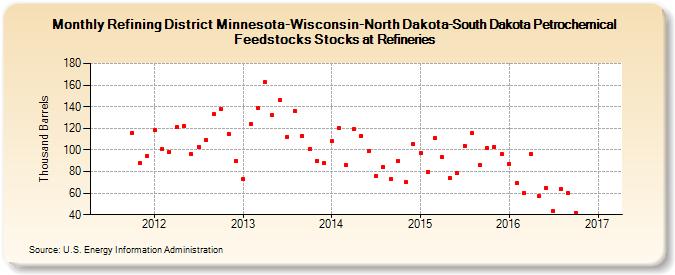 Monthly Refining District Minnesota-Wisconsin-North Dakota-South Dakota Petrochemical
Feedstocks Stocks at Refineries
Thousand Barrels
180
160
140
120
100
80
60
40
2012 2013 2014 2015 2016 2017
Source: U.S. Energy Information Administration